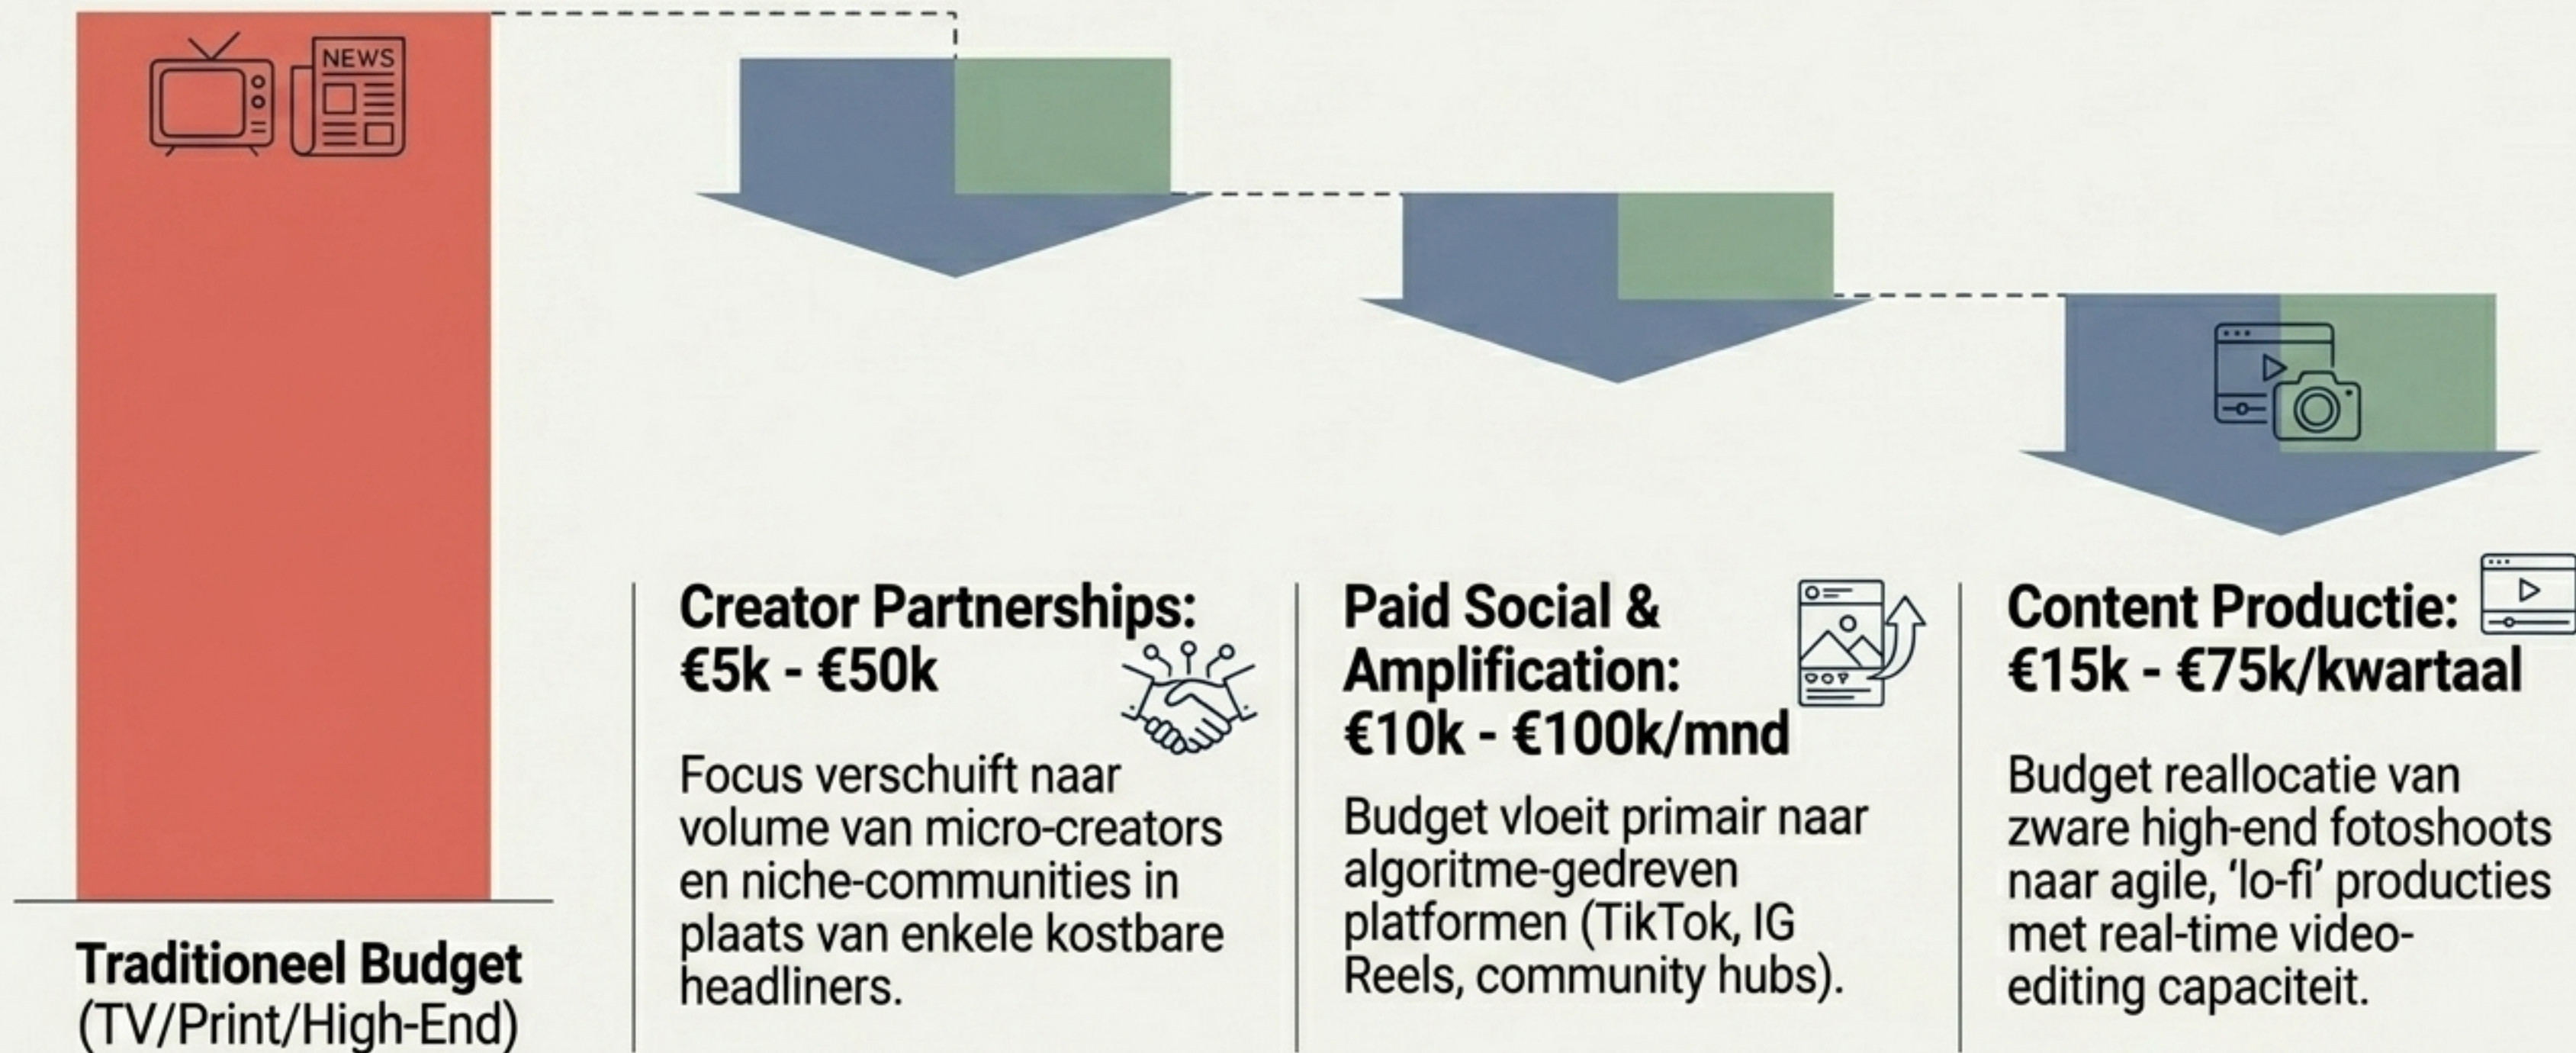 NEWS
Traditioneel Budget
(TV/Print/High-End)
Creator Partnerships:
€5k - €50k
Focus verschuift naar
volume van micro-creators
en niche-communities in
plaats van enkele kostbare
headliners.
Paid Social &
Amplification:
€10k - €100k/mnd
Budget vloeit primair naar
algoritme-gedreven
platformen (TikTok, IG
Reels, community hubs).
Content Productie:
€15k - €75k/kwartaal
Budget reallocatie van
zware high-end fotoshoots
naar agile, ‘lo-fi’ producties
met real-time video-
editing capaciteit.